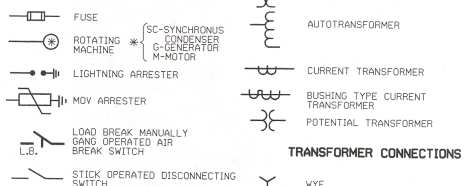 FUSE
ROTATING
MACHINE
*
SC-SYNCHRONUS
CONDENSER
G-GENERATOR
M-MOTOR
LIGHTNING ARRESTER
MOV ARRESTER
L.B.
LOAD BREAK MANUALLY
GANG OPERATED AIR
BREAK SWITCH
STICK OPERATED DISCONNECTING
SWITCH
AUTOTRANSFORMER
CURRENT TRANSFORMER
BUSHING TYPE CURRENT
TRANSFORMER
POTENTIAL TRANSFORMER
TRANSFORMER CONNECTIONS
WYE